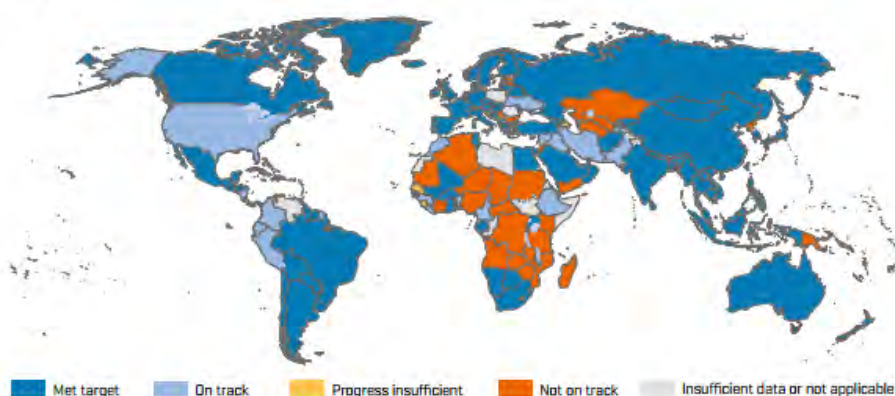 Met target On track Progress insufficient Not on track Insufficient data or not applicable